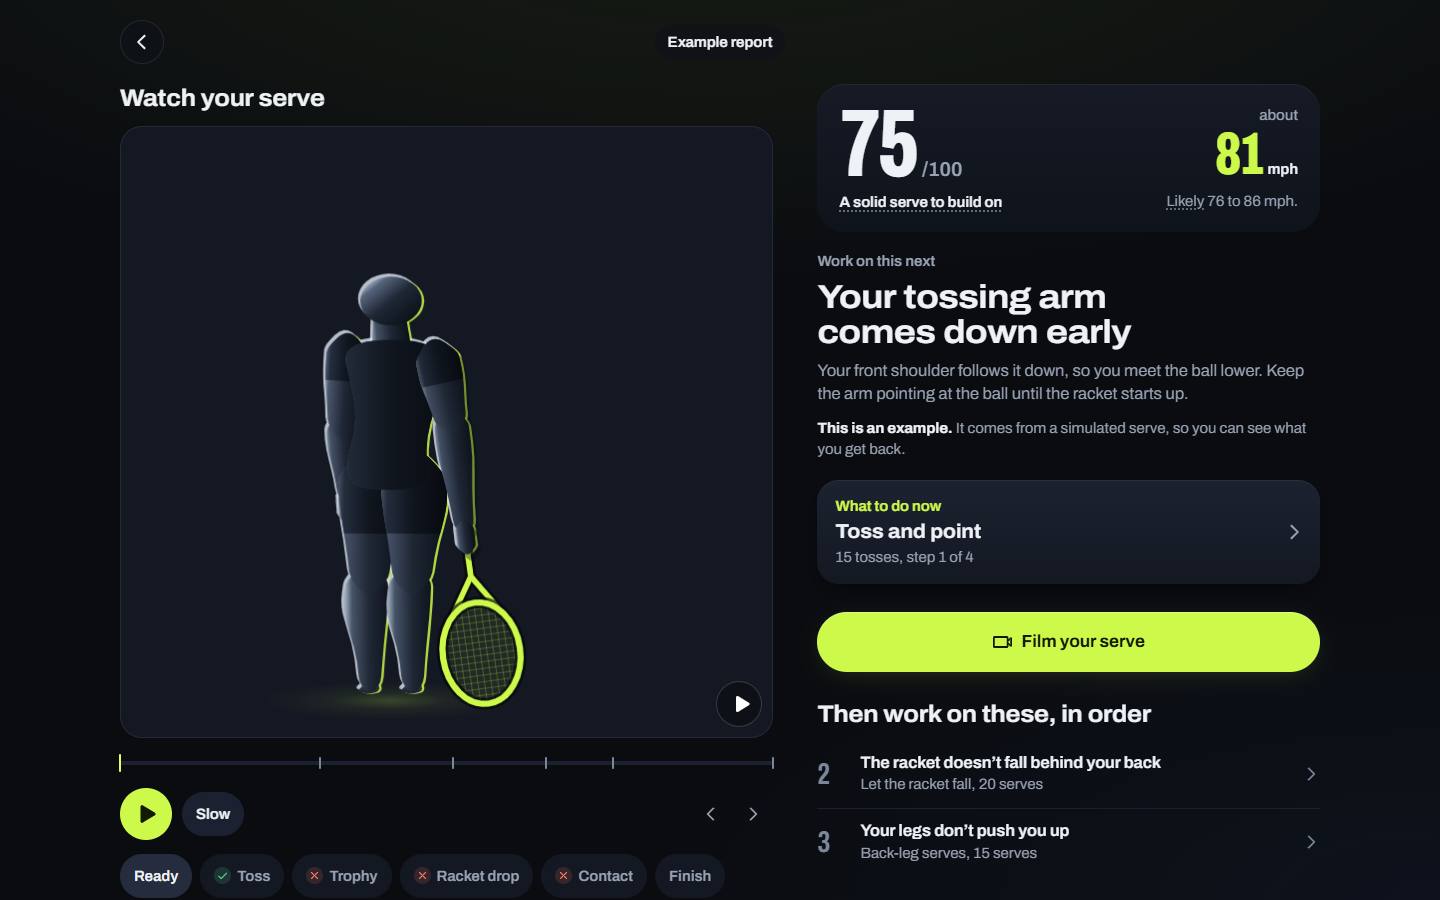 Example report
Watch your serve
75 /100
A solid serve to build on
about
81 mph
Likely 76 to 86 mph.
Work on this next
Your tossing arm
comes down early
Your front shoulder follows it down, so you meet the ball lower. Keep
the arm pointing at the ball until the racket starts up.
This is an example. It comes from a simulated serve, so you can see what
you get back.
What to do now
Toss and point
15 tosses, step 1 of 4
Film your serve
Then work on these, in order
2
The racket doesn’t fall behind your back
Let the racket fall, 20 serves
3
Your legs don’t push you up
Back-leg serves, 15 serves
Slow
Ready
Toss
Trophy
Racket drop
Contact
Finish